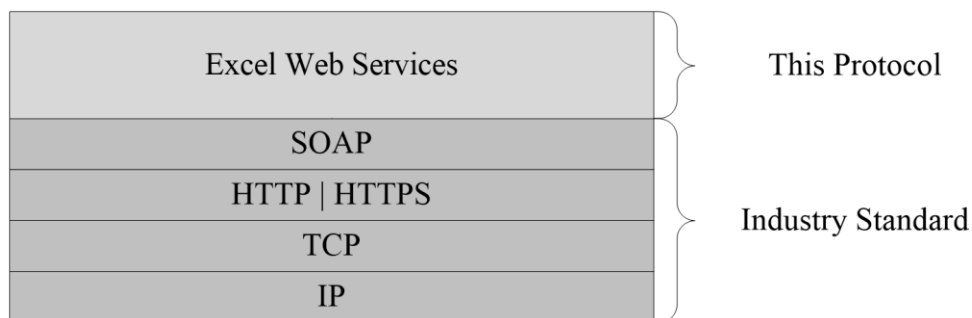 Excel Web Services
This Protocol
SOAP
HTTP | HTTPS
TCP
IP
Industry Standard